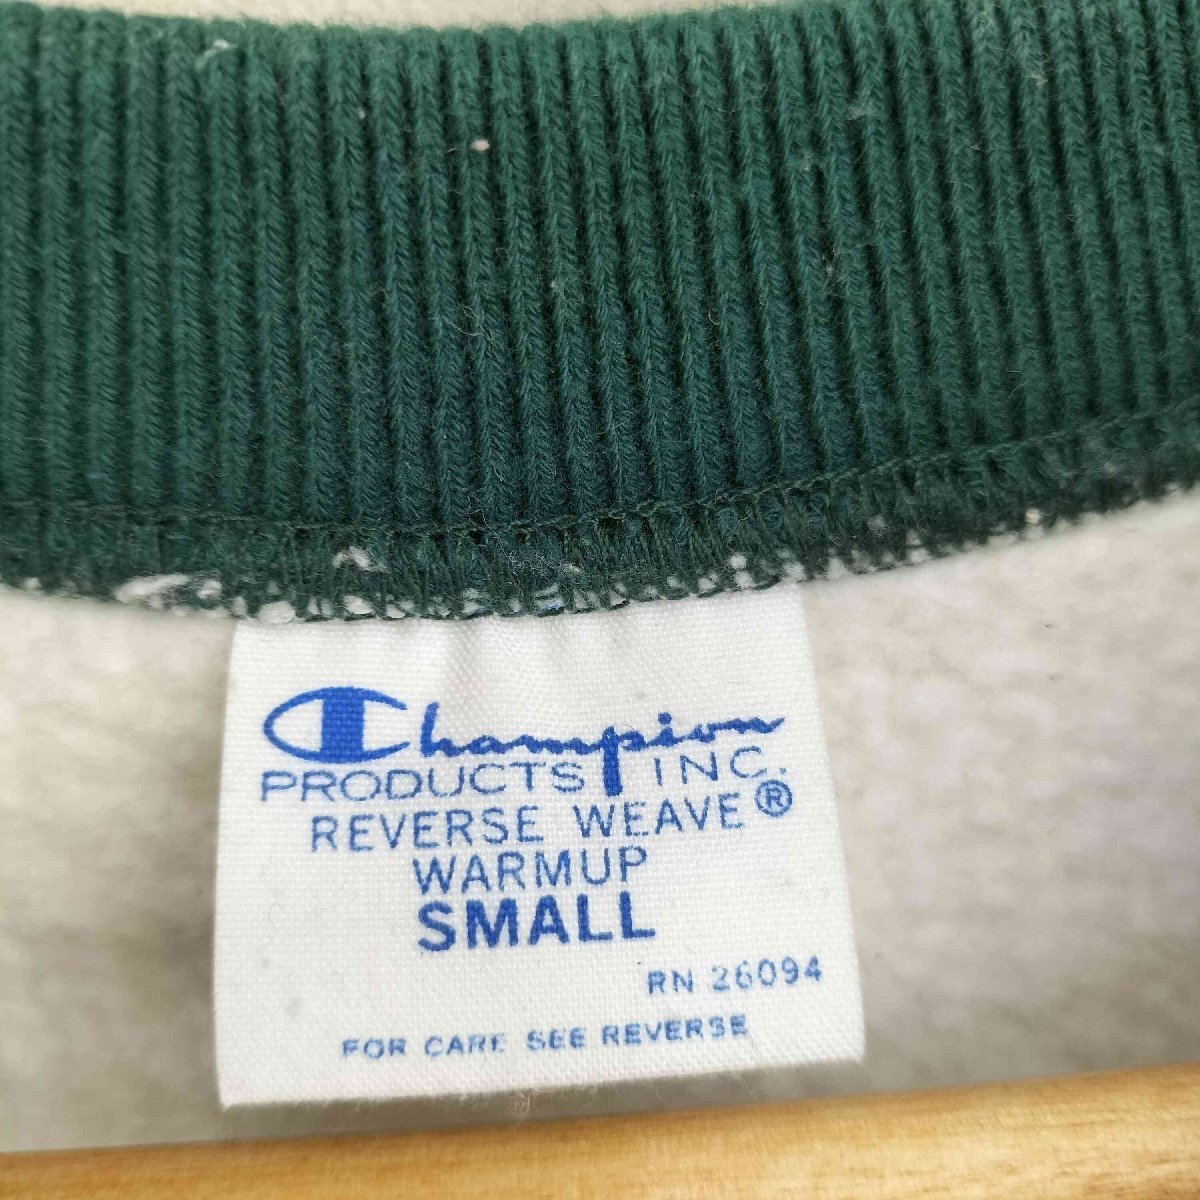 Champion
PRODUCTS INC.
REVERSE WEAVE®
WARMUP
SMALL
RN 26094
FOR CARE SEE REVERSE